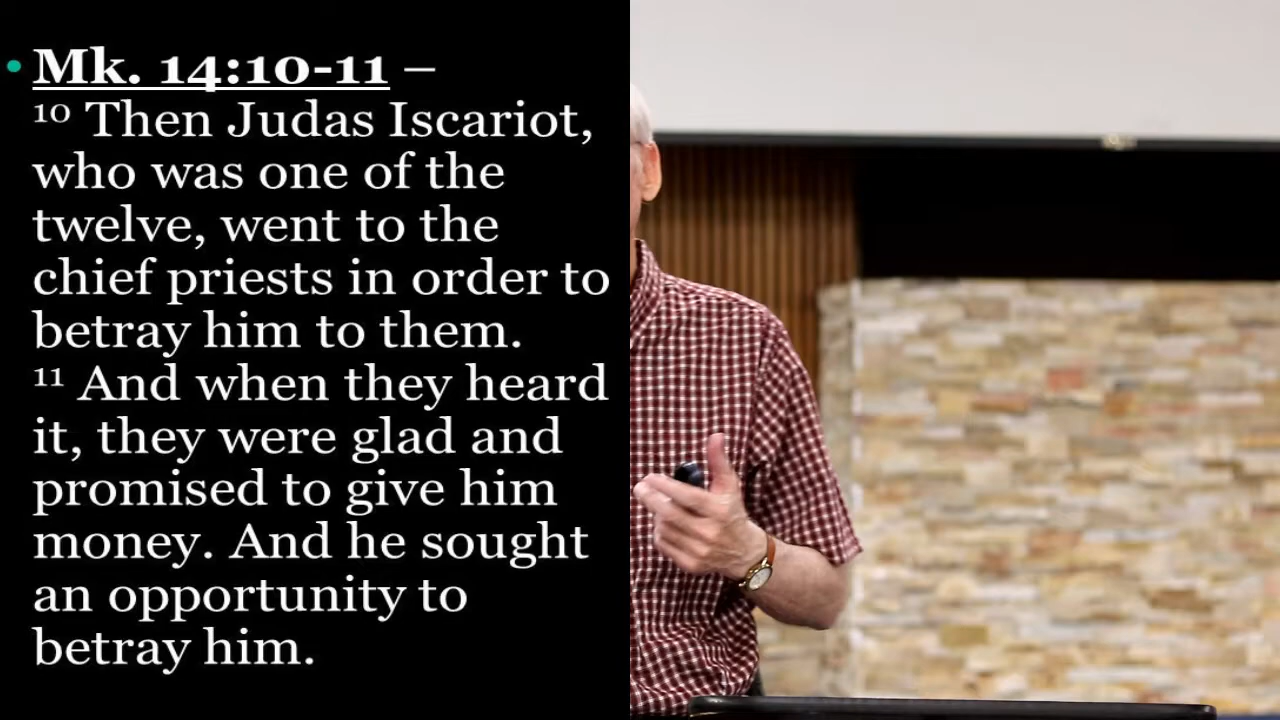 • Mk. 14:10-11 –
10 Then Judas Iscariot,
who was one of the
twelve, went to the
chief priests in order to
betray him to them.
11 And when they heard
it, they were glad and
promised to give him
money. And he sought
an opportunity to
betray him.